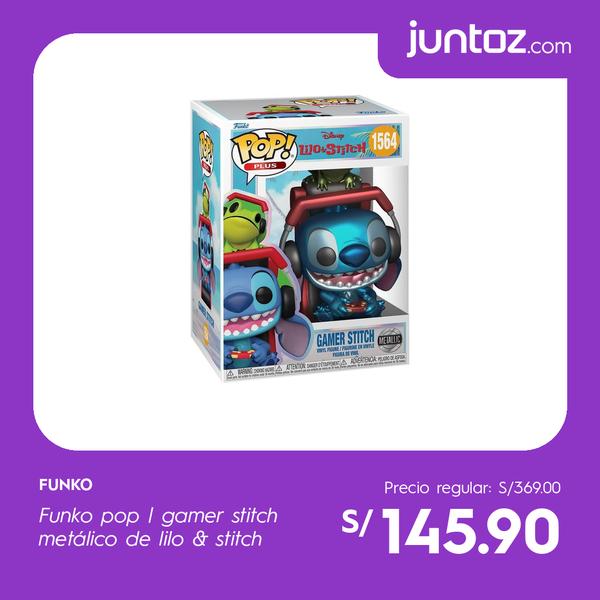 juntoz.com
Funko
POP!
PLUS
Disney
LILO & STITCH
1564
GAMER STITCH
METALLIC
VINYL FIGURE / FIGURINE EN VINYLE
FIGURA DE VINIL
FUNKO
Precio regular: S/369.00
Funko pop | gamer stitch
metálico de lilo & stitch
S/145.90